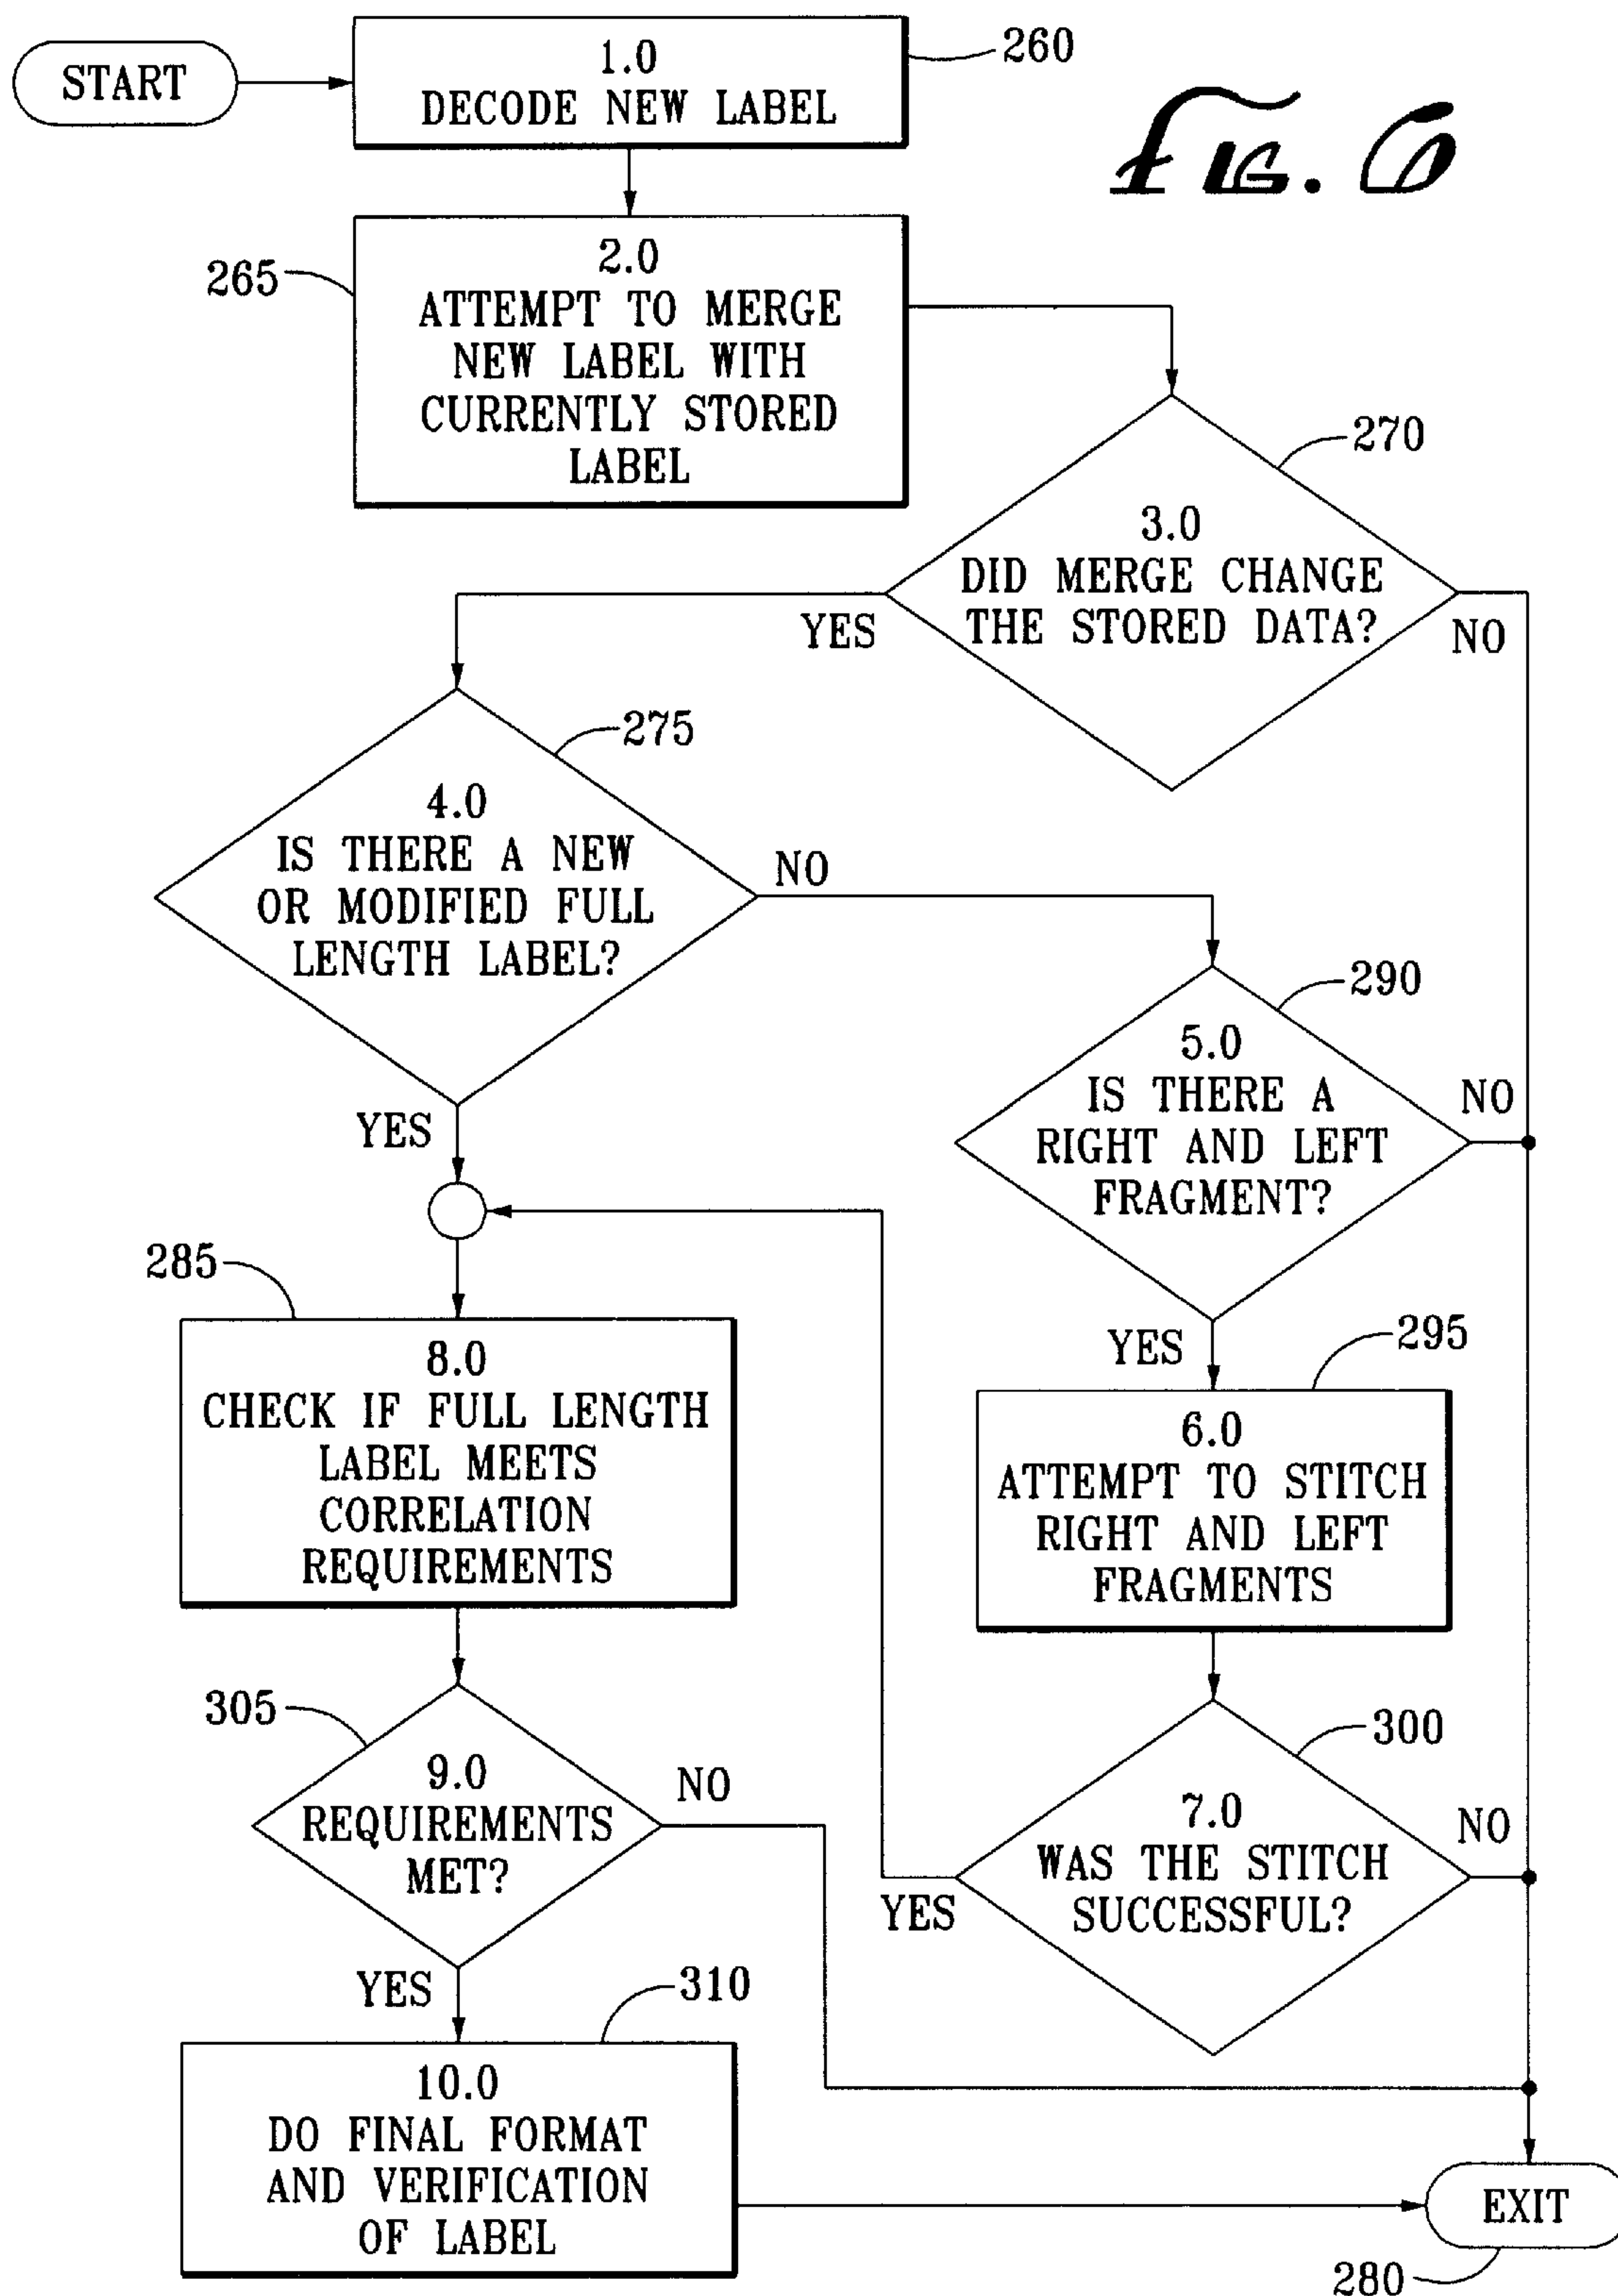 START
1.0
DECODE NEW LABEL
260
FIG. 6
265
2.0
ATTEMPT TO MERGE
NEW LABEL WITH
CURRENTLY STORED
LABEL
270
3.0
DID MERGE CHANGE
THE STORED DATA?
YES
NO
275
4.0
IS THERE A NEW
OR MODIFIED FULL
LENGTH LABEL?
NO
YES
290
5.0
IS THERE A
RIGHT AND LEFT
FRAGMENT?
NO
YES
285
8.0
CHECK IF FULL LENGTH
LABEL MEETS
CORRELATION
REQUIREMENTS
295
6.0
ATTEMPT TO STITCH
RIGHT AND LEFT
FRAGMENTS
305
9.0
REQUIREMENTS
MET?
NO
YES
300
7.0
WAS THE STITCH
SUCCESSFUL?
NO
YES
310
10.0
DO FINAL FORMAT
AND VERIFICATION
OF LABEL
EXIT
280